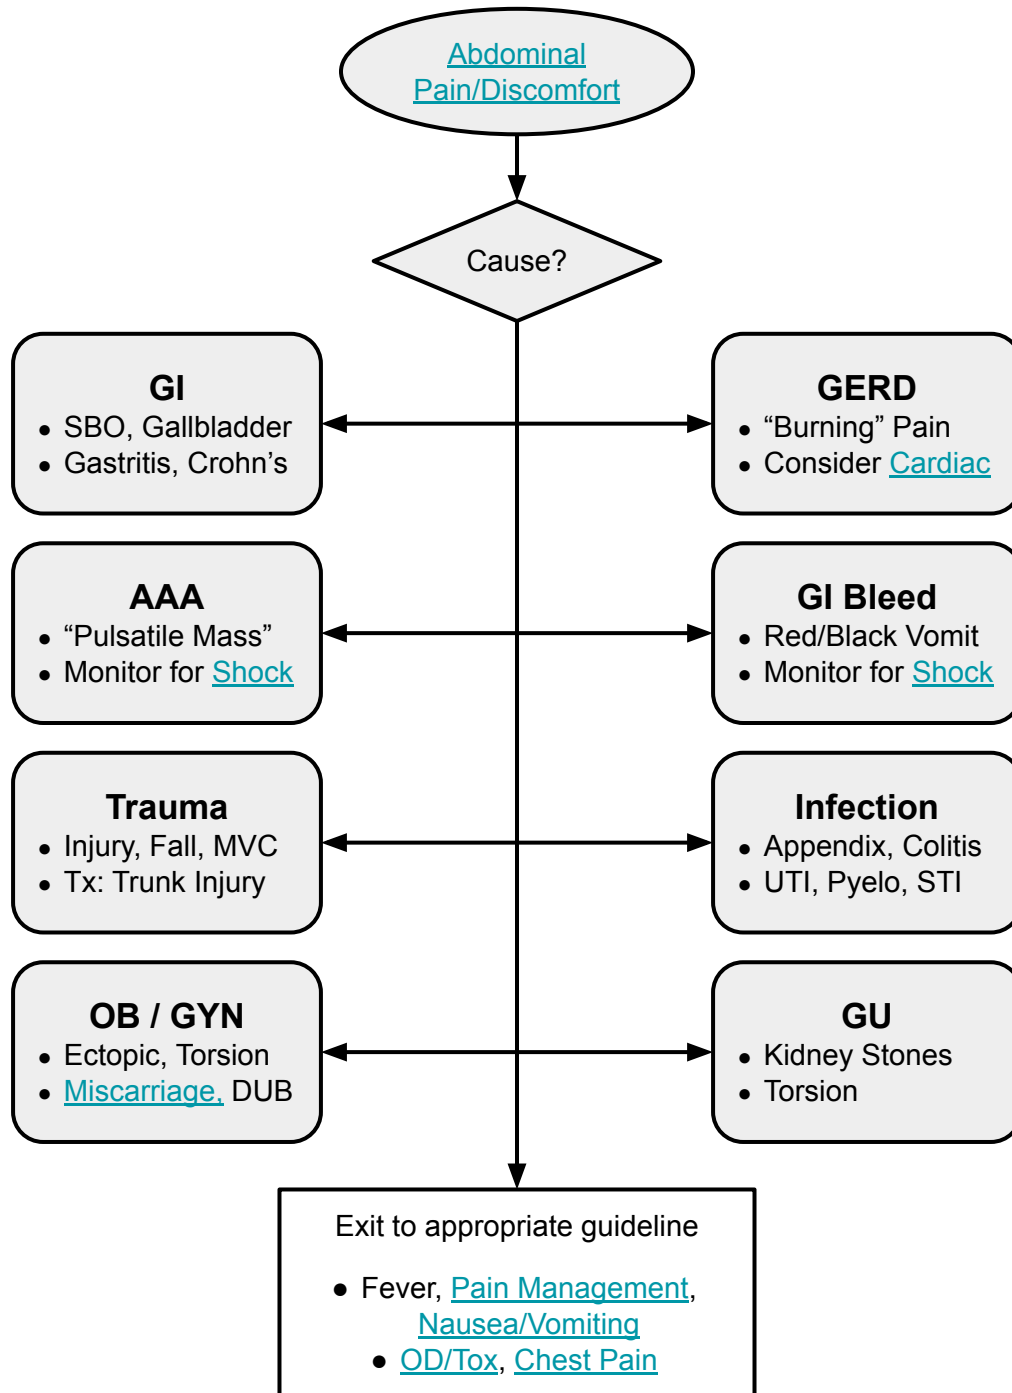 Abdominal
Pain/Discomfort
Cause?
GI
● SBO, Gallbladder
● Gastritis, Crohn’s
GERD
● “Burning” Pain
● Consider Cardiac
AAA
● “Pulsatile Mass”
● Monitor for Shock
GI Bleed
● Red/Black Vomit
● Monitor for Shock
Trauma
● Injury, Fall, MVC
● Tx: Trunk Injury
Infection
● Appendix, Colitis
● UTI, Pyelo, STI
OB / GYN
● Ectopic, Torsion
● Miscarriage, DUB
GU
● Kidney Stones
● Torsion
Exit to appropriate guideline
● Fever, Pain Management,
Nausea/Vomiting
● OD/Tox, Chest Pain